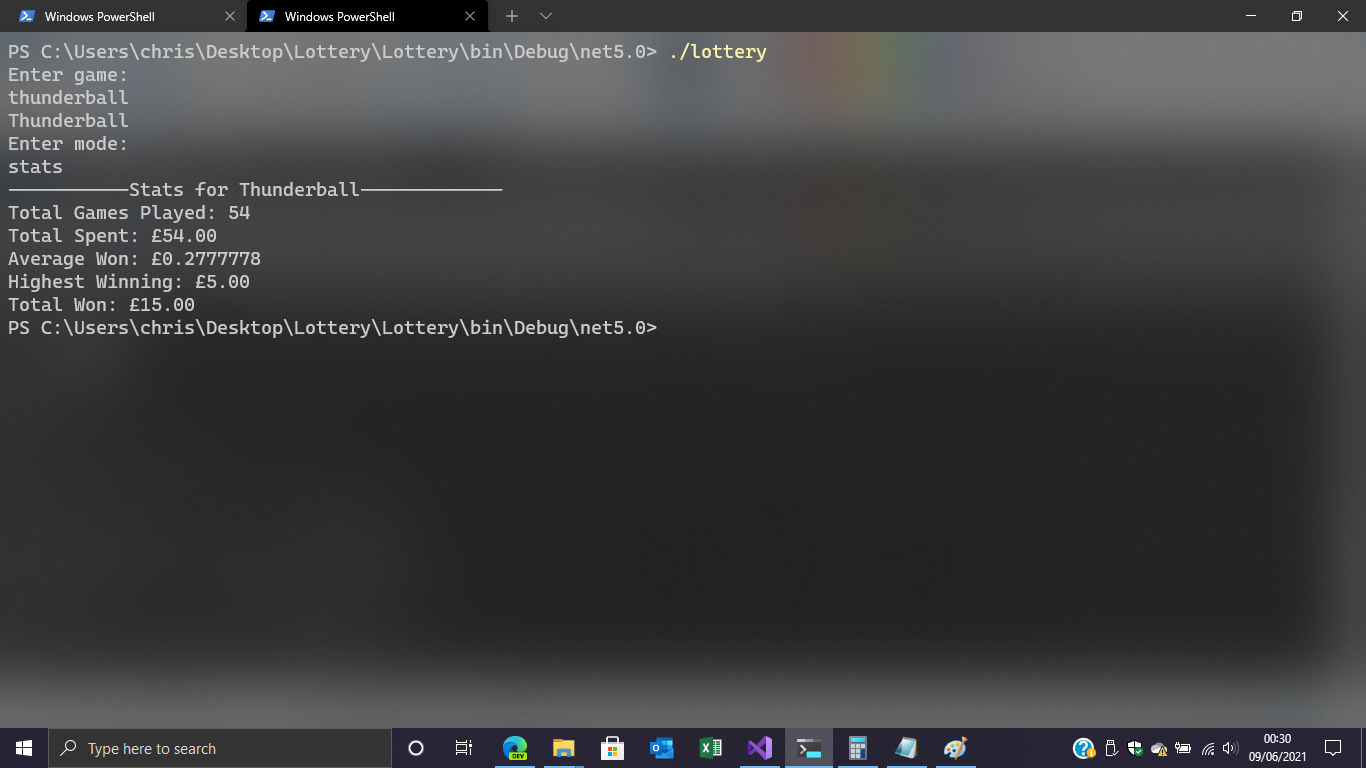 Windows PowerShell
Windows PowerShell
PS C:\Users\chris\Desktop\Lottery\Lottery\bin\Debug\net5.0> ./lottery
Enter game:
thunderball
Thunderball
Enter mode:
stats
───────────Stats for Thunderball─────────────
Total Games Played: 54
Total Spent: £54.00
Average Won: £0.2777778
Highest Winning: £5.00
Total Won: £15.00
PS C:\Users\chris\Desktop\Lottery\Lottery\bin\Debug\net5.0>
Type here to search
DEV
00:30
09/06/2021